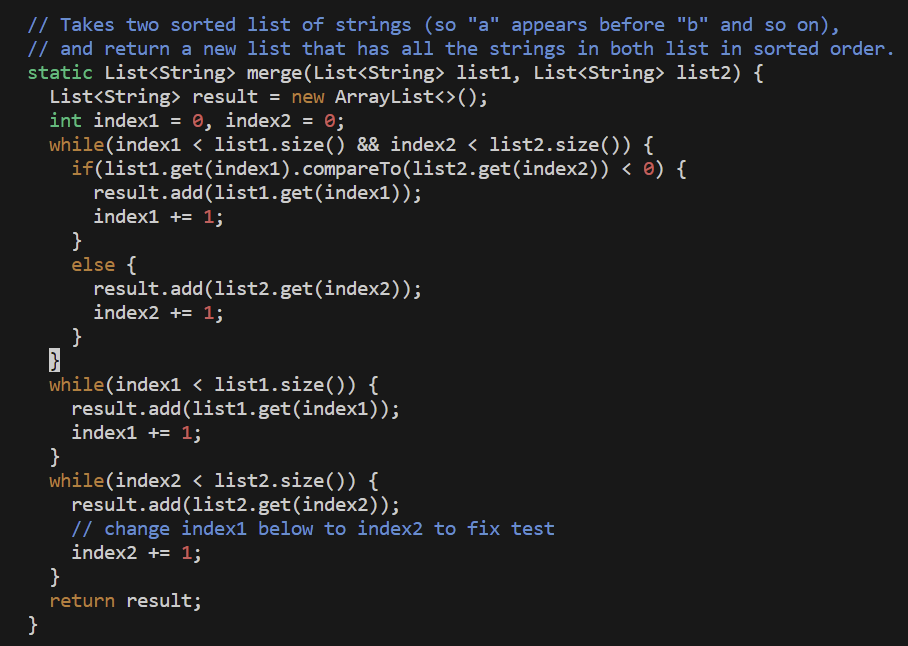 // Takes two sorted list of strings (so "a" appears before "b" and so on),
// and return a new list that has all the strings in both list in sorted order.
static List<String> merge(List<String> list1, List<String> list2) {
  List<String> result = new ArrayList<>();
  int index1 = 0, index2 = 0;
  while(index1 < list1.size() && index2 < list2.size()) {
    if(list1.get(index1).compareTo(list2.get(index2)) < 0) {
      result.add(list1.get(index1));
      index1 += 1;
    }
    else {
      result.add(list2.get(index2));
      index2 += 1;
    }
  }
  while(index1 < list1.size()) {
    result.add(list1.get(index1));
    index1 += 1;
  }
  while(index2 < list2.size()) {
    result.add(list2.get(index2));
    // change index1 below to index2 to fix test
    index2 += 1;
  }
  return result;
}